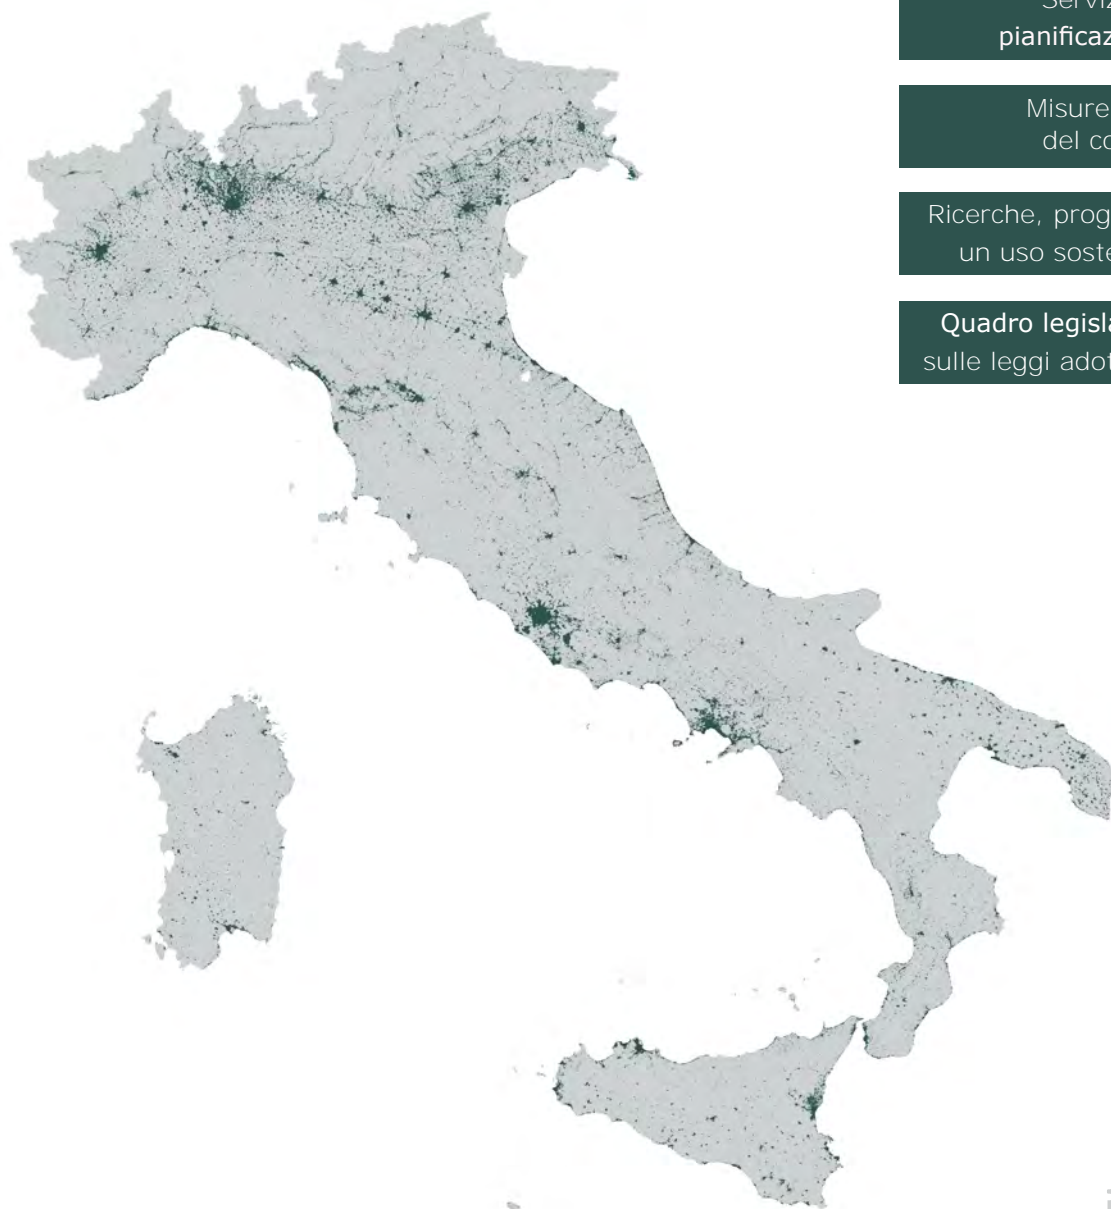 pianificaz
Misure
del co
Ricerche, prog
un uso soste
Quadro legisla
sulle leggi adot